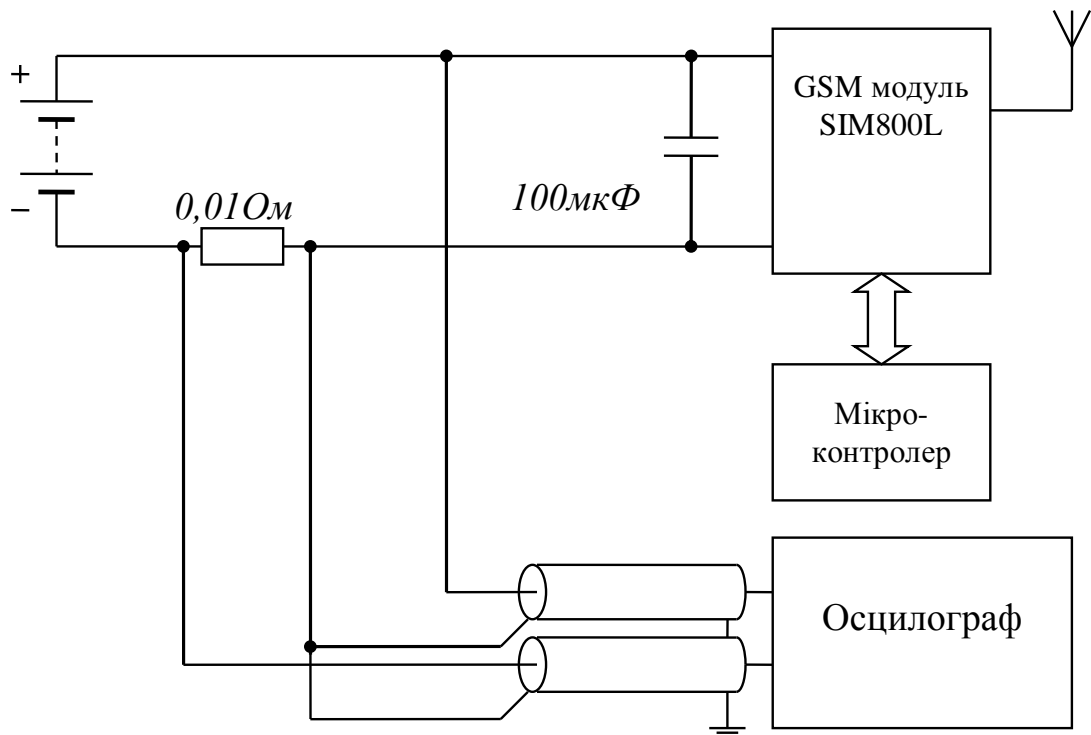 GSM модуль
SIM800L
+
0,01Ом
100мкФ
−
Мікро-
контролер
Осцилограф